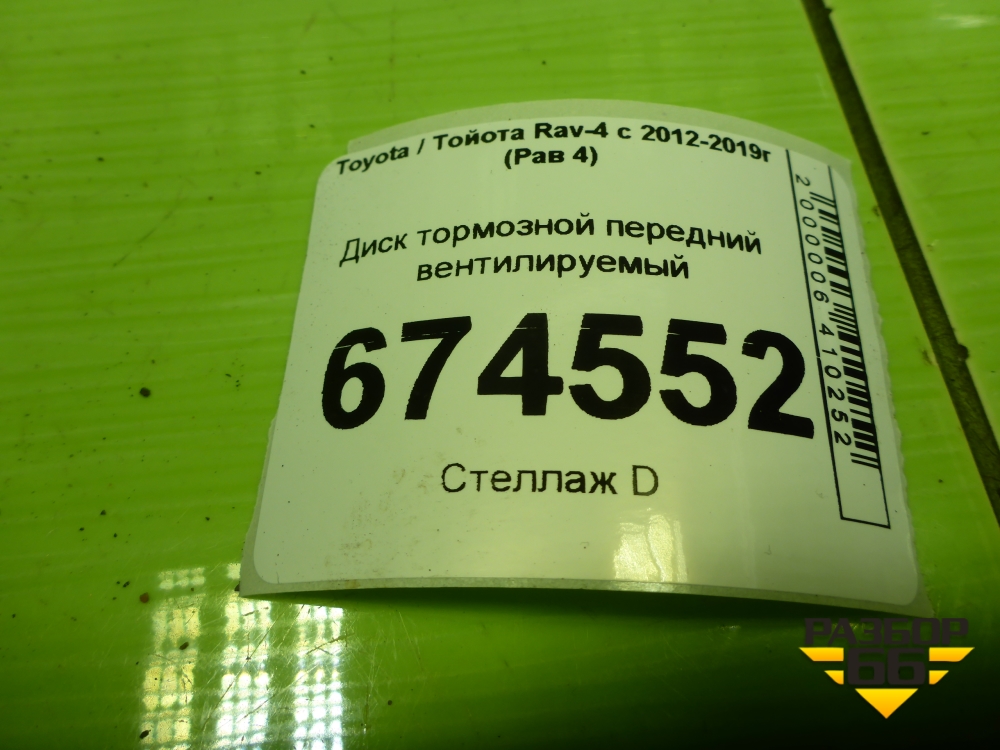 Toyota / Тойота Rav-4 с 2012-2019г
(Рав 4)
Диск тормозной передний
вентилируемый
674552
Стеллаж D
2000006410252
РАЗБОР
66